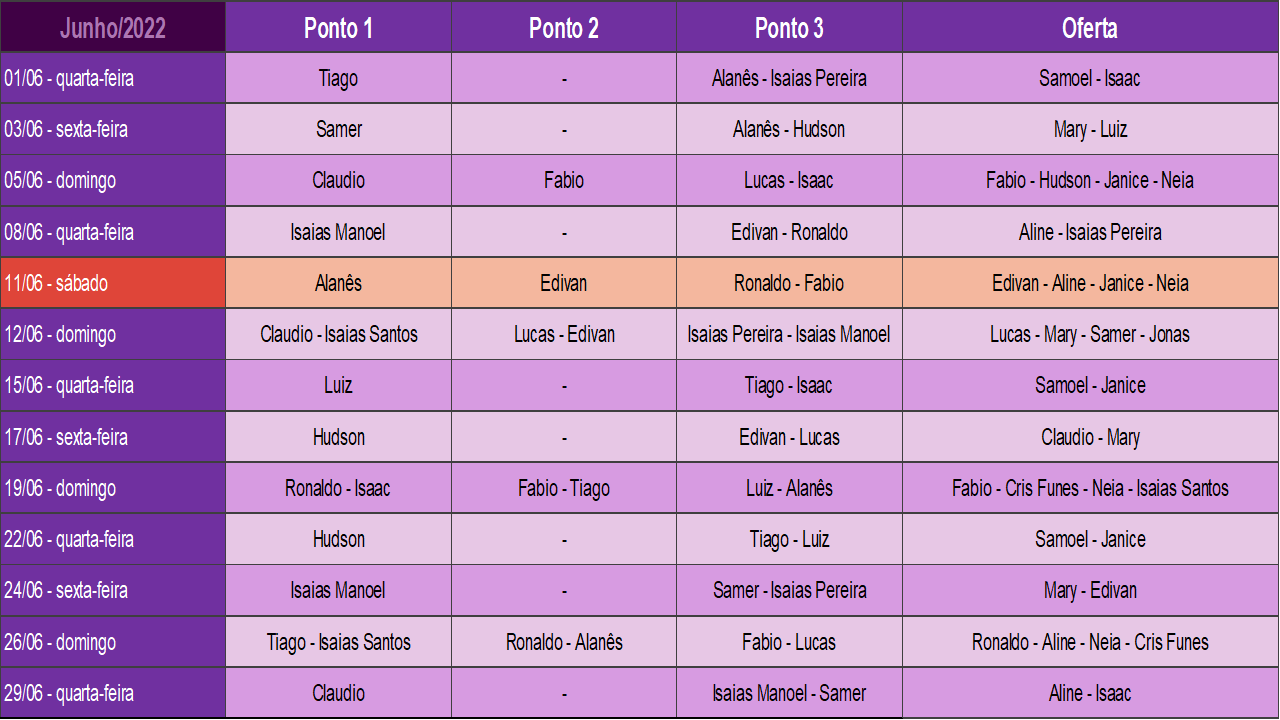 Junho/2022 Ponto 1 Ponto 2 Ponto 3 Oferta
01/06 - quarta-feira Tiago - Alanês - Isaias Pereira Samoel - Isaac
03/06 - sexta-feira Samer - Alanês - Hudson Mary - Luiz
05/06 - domingo Claudio Fabio Lucas - Isaac Fabio - Hudson - Janice - Neia
08/06 - quarta-feira Isaias Manoel - Edivan - Ronaldo Aline - Isaias Pereira
11/06 - sábado Alanês Edivan Ronaldo - Fabio Edivan - Aline - Janice - Neia
12/06 - domingo Claudio - Isaias Santos Lucas - Edivan Isaias Pereira - Isaias Manoel Lucas - Mary - Samer - Jonas
15/06 - quarta-feira Luiz - Tiago - Isaac Samoel - Janice
17/06 - sexta-feira Hudson - Edivan - Lucas Claudio - Mary
19/06 - domingo Ronaldo - Isaac Fabio - Tiago Luiz - Alanês Fabio - Cris Funes - Neia - Isaias Santos
22/06 - quarta-feira Hudson - Tiago - Luiz Samoel - Janice
24/06 - sexta-feira Isaias Manoel - Samer - Isaias Pereira Mary - Edivan
26/06 - domingo Tiago - Isaias Santos Ronaldo - Alanês Fabio - Lucas Ronaldo - Aline - Neia - Cris Funes
29/06 - quarta-feira Claudio - Isaias Manoel - Samer Aline - Isaac